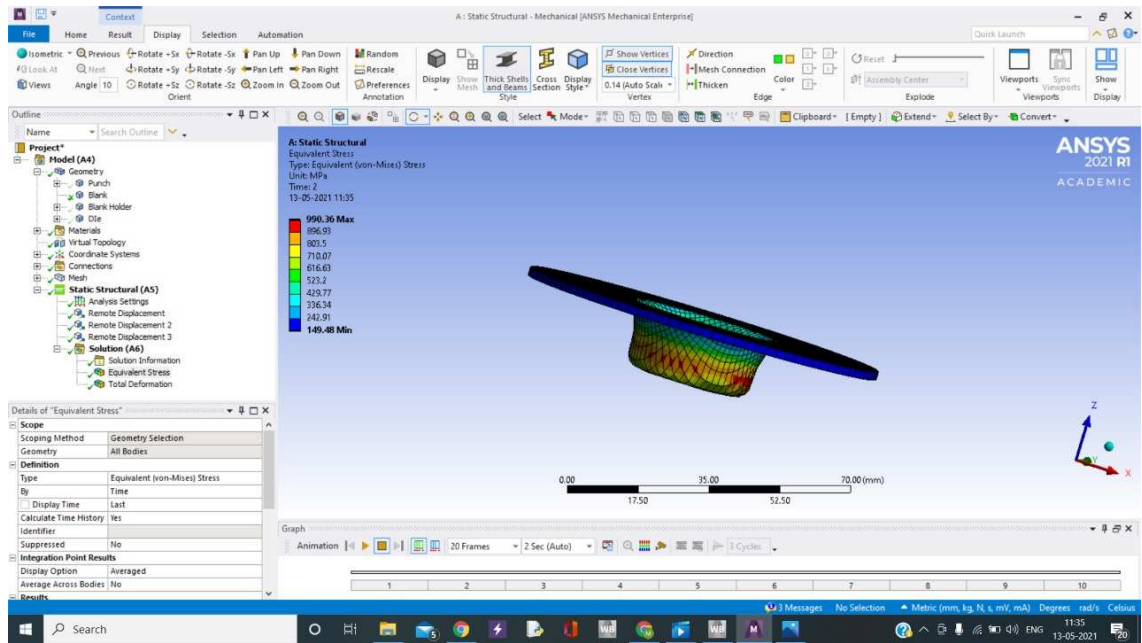 Context
A : Static Structural - Mechanical [ANSYS Mechanical Enterprise]
File Home Result Display Selection Automation
Quick Launch
Isometric Previous Rotate +Sx Rotate -Sx Pan Up Pan Down
Look At Next Rotate +Sy Rotate -Sy Pan Left Pan Right
Views Angle 10 Rotate +Sz Rotate -Sz Zoom In Zoom Out
Orient
Random
Rescale
Preferences
Annotation
Display
Show Mesh
Thick Shells and Beams
Cross Section
Display Style
Style
Show Vertices
Close Vertices
0.14 (Auto Scale
Vertex
Direction
Mesh Connection
Thicken
Color
Edge
Reset
Assembly Center
Explode
Viewports
Sync Viewports
Viewports
Show
Display
Outline
Name Search Outline
Select Mode Clipboard [Empty] Extend Select By Convert
Project*
Model (A4)
Geometry
Punch
Blank
Blank Holder
DIe
Materials
Virtual Topology
Coordinate Systems
Connections
Mesh
Static Structural (A5)
Analysis Settings
Remote Displacement
Remote Displacement 2
Remote Displacement 3
Solution (A6)
Solution Information
Equivalent Stress
Total Deformation
A: Static Structural
Equivalent Stress
Type: Equivalent (von-Mises) Stress
Unit: MPa
Time: 2
13-05-2021 11:35
990.36 Max
896.93
803.5
710.07
616.63
523.2
429.77
336.34
242.91
149.48 Min
ANSYS
2021 R1
ACADEMIC
Z
Y
X
0.00 35.00 70.00 (mm)
17.50 52.50
Details of "Equivalent Stress"
Scope
Scoping Method Geometry Selection
Geometry All Bodies
Definition
Type Equivalent (von-Mises) Stress
By Time
Display Time Last
Calculate Time History Yes
Identifier
Suppressed No
Integration Point Results
Display Option Averaged
Average Across Bodies No
Results
Graph
Animation 20 Frames 2 Sec (Auto) 3 Cycles
1 2 3 4 5 6 7 8 9 10
3 Messages No Selection Metric (mm, kg, N, s, mV, mA) Degrees rad/s Celsius
Search
ENG
11:35
13-05-2021
20